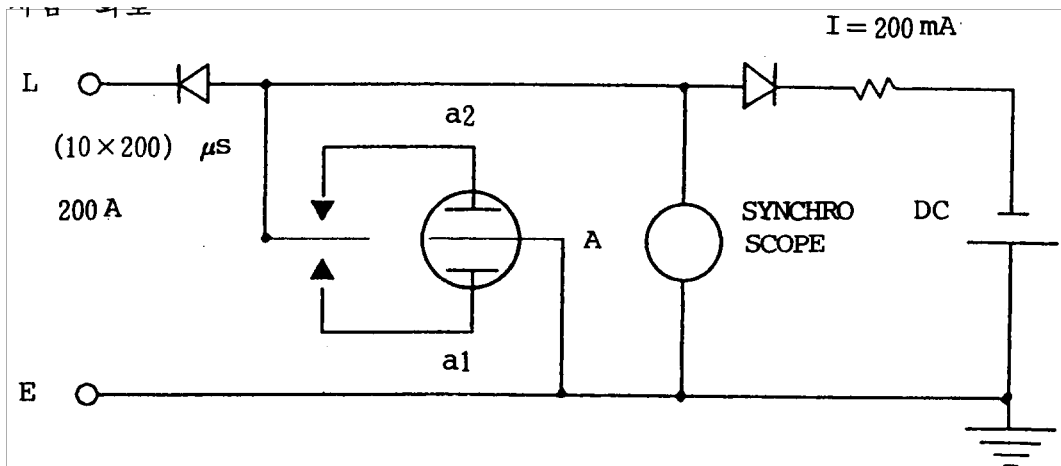 I = 200 mA
L
a2
(10×200) μs
200 A
SYNCHRO
SCOPE
DC
A
a1
E